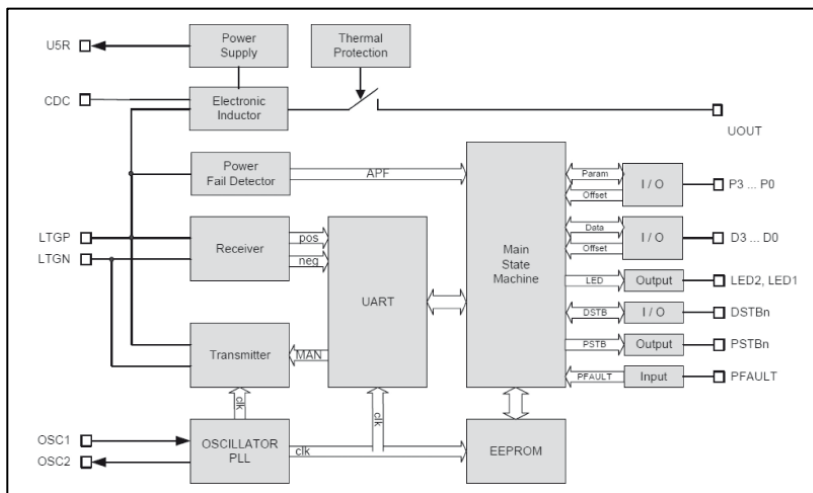 U5R
Power
Supply
Thermal
Protection
CDC
Electronic
Inductor
UOUT
Power
Fail Detector
APF
Main
State
Machine
Param
Offset
I / O
P3 ... P0
LTGP
LTGN
Receiver
pos
neg
UART
Data
Offset
I / O
D3 ... D0
LED
Output
LED2, LED1
DSTB
I / O
DSTBn
Transmitter
MAN
PSTB
Output
PSTBn
PFAULT
Input
PFAULT
clk
clk
OSC1
OSC2
OSCILLATOR
PLL
clk
EEPROM